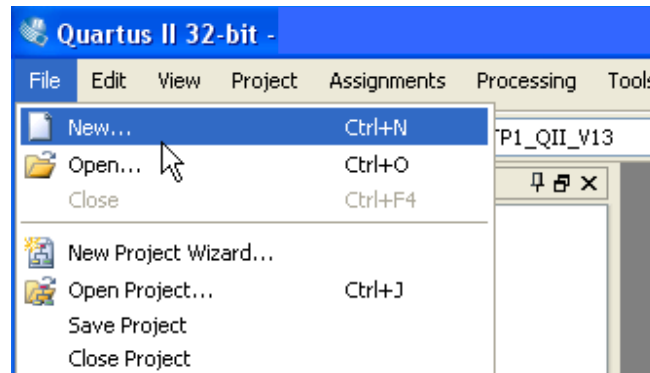 Quartus II 32-bit -
File Edit View Project Assignments Processing Tools
New... Ctrl+N
TP1_QII_V13
Open... Ctrl+O
Close Ctrl+F4
New Project Wizard...
Open Project... Ctrl+J
Save Project
Close Project